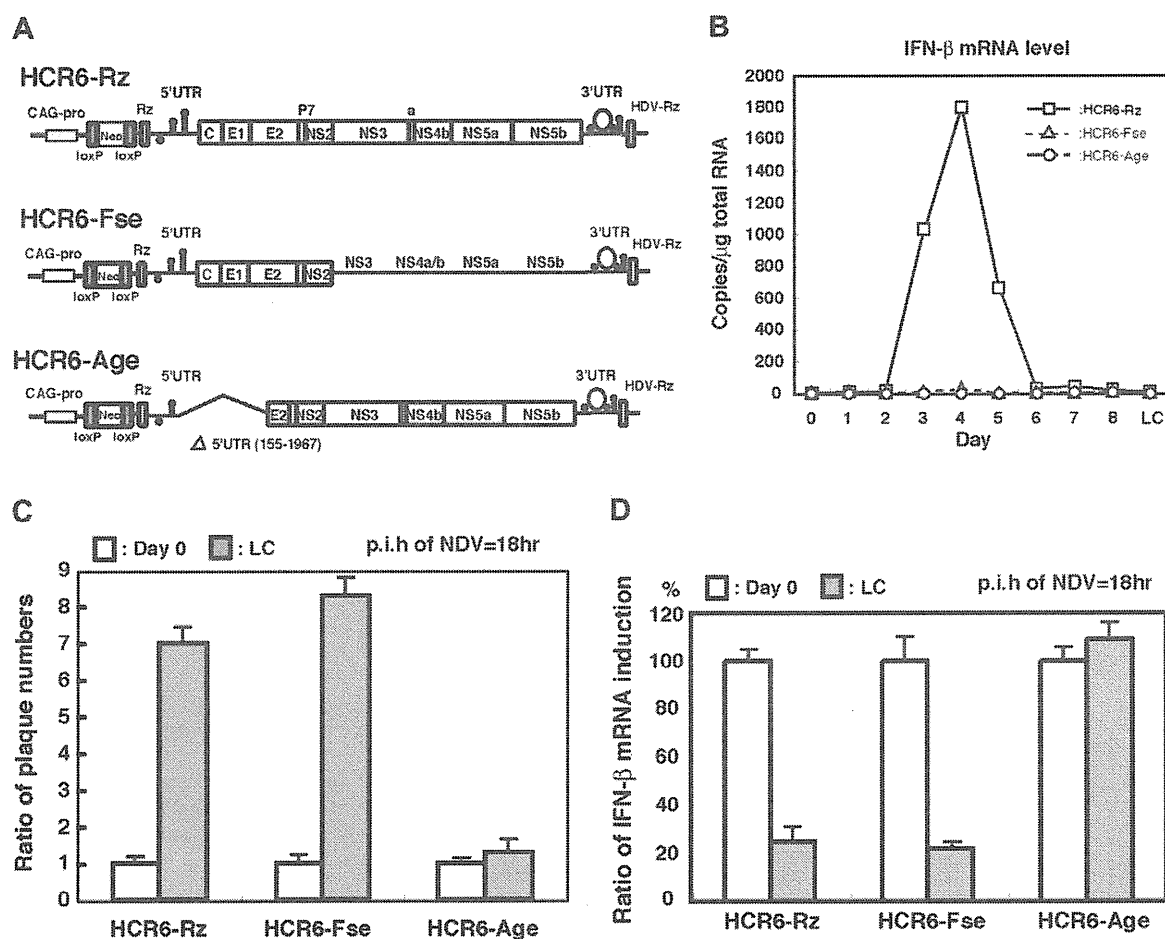 A
HCR6-Rz
5'UTR
P7
a
3'UTR
CAG-pro
Rz
HDV-Rz
Neo
C E1 E2 NS2 NS3 NS4b NS5a NS5b
loxP loxP
HCR6-Fse
5'UTR
3'UTR
CAG-pro
Rz
HDV-Rz
NS3 NS4a/b NS5a NS5b
Neo
C E1 E2 NS2
loxP loxP
HCR6-Age
5'UTR
3'UTR
CAG-pro
Rz
HDV-Rz
Neo
E2 NS2 NS3 NS4b NS5a NS5b
loxP loxP
Δ 5'UTR (155-1967)
B
IFN-β mRNA level
Copies/μg total RNA
2000
1800
1600
1400
1200
1000
800
600
400
200
0
:HCR6-Rz
:HCR6-Fse
:HCR6-Age
0 1 2 3 4 5 6 7 8 LC
Day
C
: Day 0 : LC p.i.h of NDV=18hr
Ratio of plaque numbers
9
8
7
6
5
4
3
2
1
0
HCR6-Rz HCR6-Fse HCR6-Age
D
% : Day 0 : LC p.i.h of NDV=18hr
Ratio of IFN-β mRNA induction
120
100
80
60
40
20
0
HCR6-Rz HCR6-Fse HCR6-Age